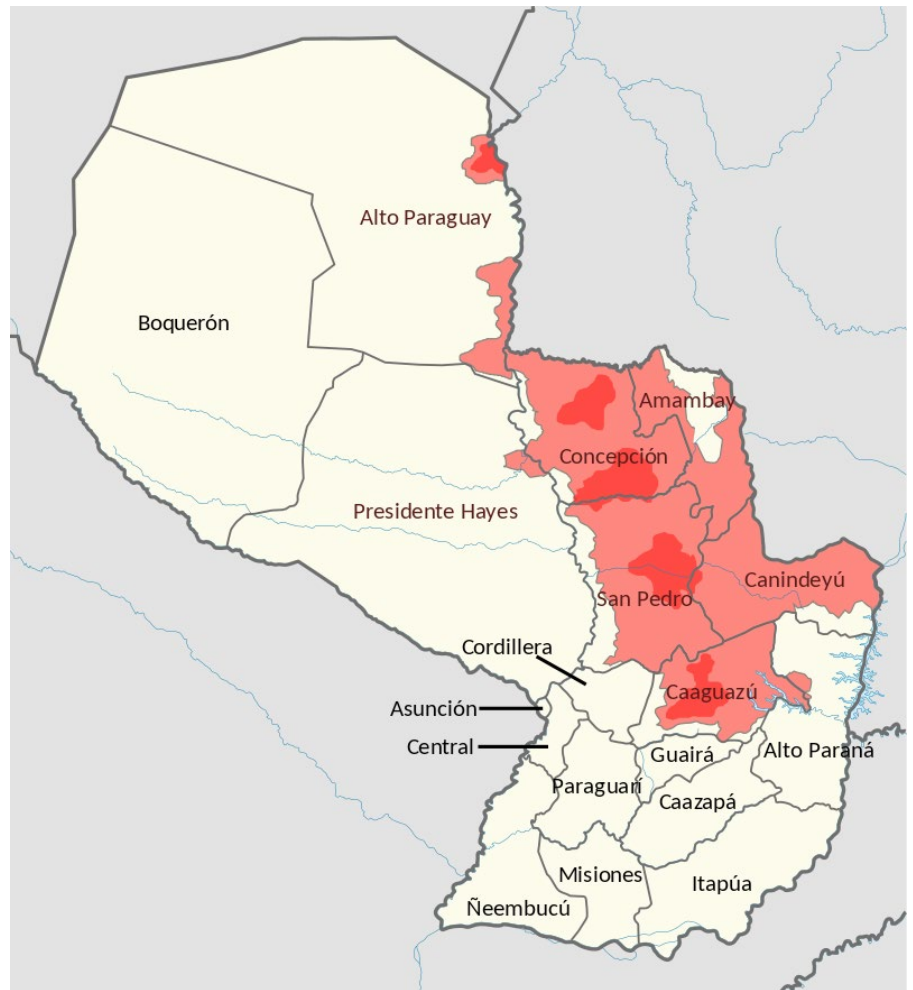 Alto Paraguay
Boquerón
Amambay
Concepción
Presidente Hayes
Canindeyú
San Pedro
Cordillera
Caaguazú
Asunción
Central
Guairá
Alto Paraná
Paraguarí
Caazapá
Misiones
Itapúa
Ñeembucú